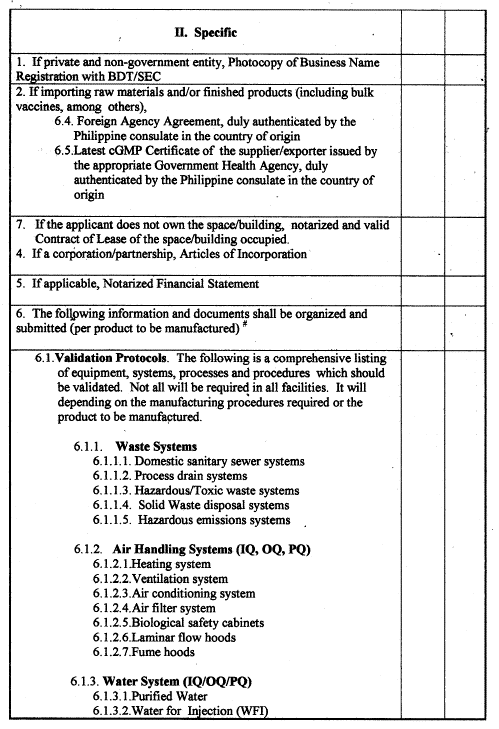 II. Specific
1. If private and non-government entity, Photocopy of Business Name
Registration with BDT/SEC
2. If importing raw materials and/or finished products (including bulk
vaccines, among others),
6.4. Foreign Agency Agreement, duly authenticated by the
Philippine consulate in the country of origin
6.5.Latest cGMP Certificate of the supplier/exporter issued by
the appropriate Government Health Agency, duly
authenticated by the Philippine consulate in the country of
origin
7. If the applicant does not own the space/building, notarized and valid
Contract of Lease of the space/building occupied.
4. If a corporation/partnership, Articles of Incorporation
5. If applicable, Notarized Financial Statement
6. The following information and documents shall be organized and
submitted (per product to be manufactured) #
6.1.Validation Protocols. The following is a comprehensive listing
of equipment, systems, processes and procedures which should
be validated. Not all will be required in all facilities. It will
depending on the manufacturing procedures required or the
product to be manufactured.
6.1.1. Waste Systems
6.1.1.1. Domestic sanitary sewer systems
6.1.1.2. Process drain systems
6.1.1.3. Hazardous/Toxic waste systems
6.1.1.4. Solid Waste disposal systems
6.1.1.5. Hazardous emissions systems
6.1.2. Air Handling Systems (IQ, OQ, PQ)
6.1.2.1.Heating system
6.1.2.2.Ventilation system
6.1.2.3.Air conditioning system
6.1.2.4.Air filter system
6.1.2.5.Biological safety cabinets
6.1.2.6.Laminar flow hoods
6.1.2.7.Fume hoods
6.1.3. Water System (IQ/OQ/PQ)
6.1.3.1.Purified Water
6.1.3.2.Water for Injection (WFI)